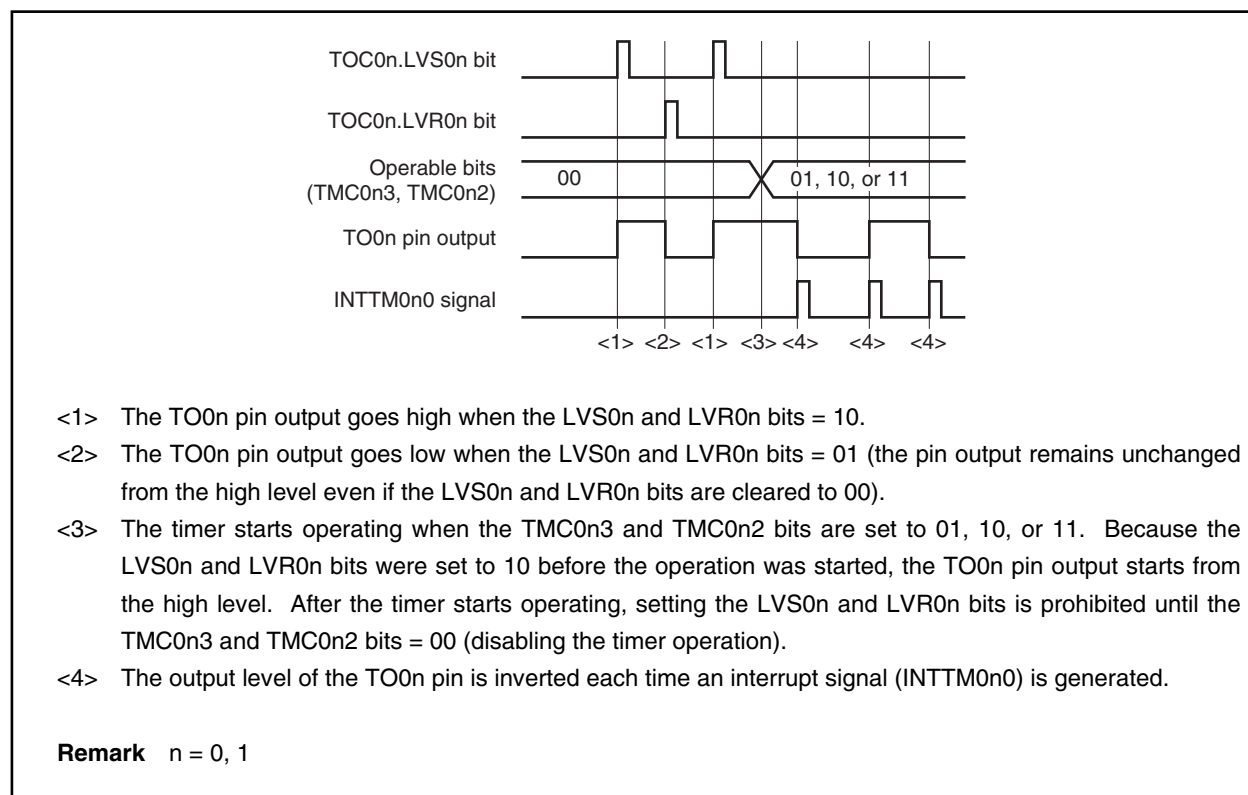 TOC0n.LVS0n bit
TOC0n.LVR0n bit
Operable bits
(TMC0n3, TMC0n2)
00
01, 10, or 11
TO0n pin output
INTTM0n0 signal
<1> <2> <1> <3> <4> <4> <4>
<1> The TO0n pin output goes high when the LVS0n and LVR0n bits = 10.
<2> The TO0n pin output goes low when the LVS0n and LVR0n bits = 01 (the pin output remains unchanged
from the high level even if the LVS0n and LVR0n bits are cleared to 00).
<3> The timer starts operating when the TMC0n3 and TMC0n2 bits are set to 01, 10, or 11. Because the
LVS0n and LVR0n bits were set to 10 before the operation was started, the TO0n pin output starts from
the high level. After the timer starts operating, setting the LVS0n and LVR0n bits is prohibited until the
TMC0n3 and TMC0n2 bits = 00 (disabling the timer operation).
<4> The output level of the TO0n pin is inverted each time an interrupt signal (INTTM0n0) is generated.
Remark n = 0, 1